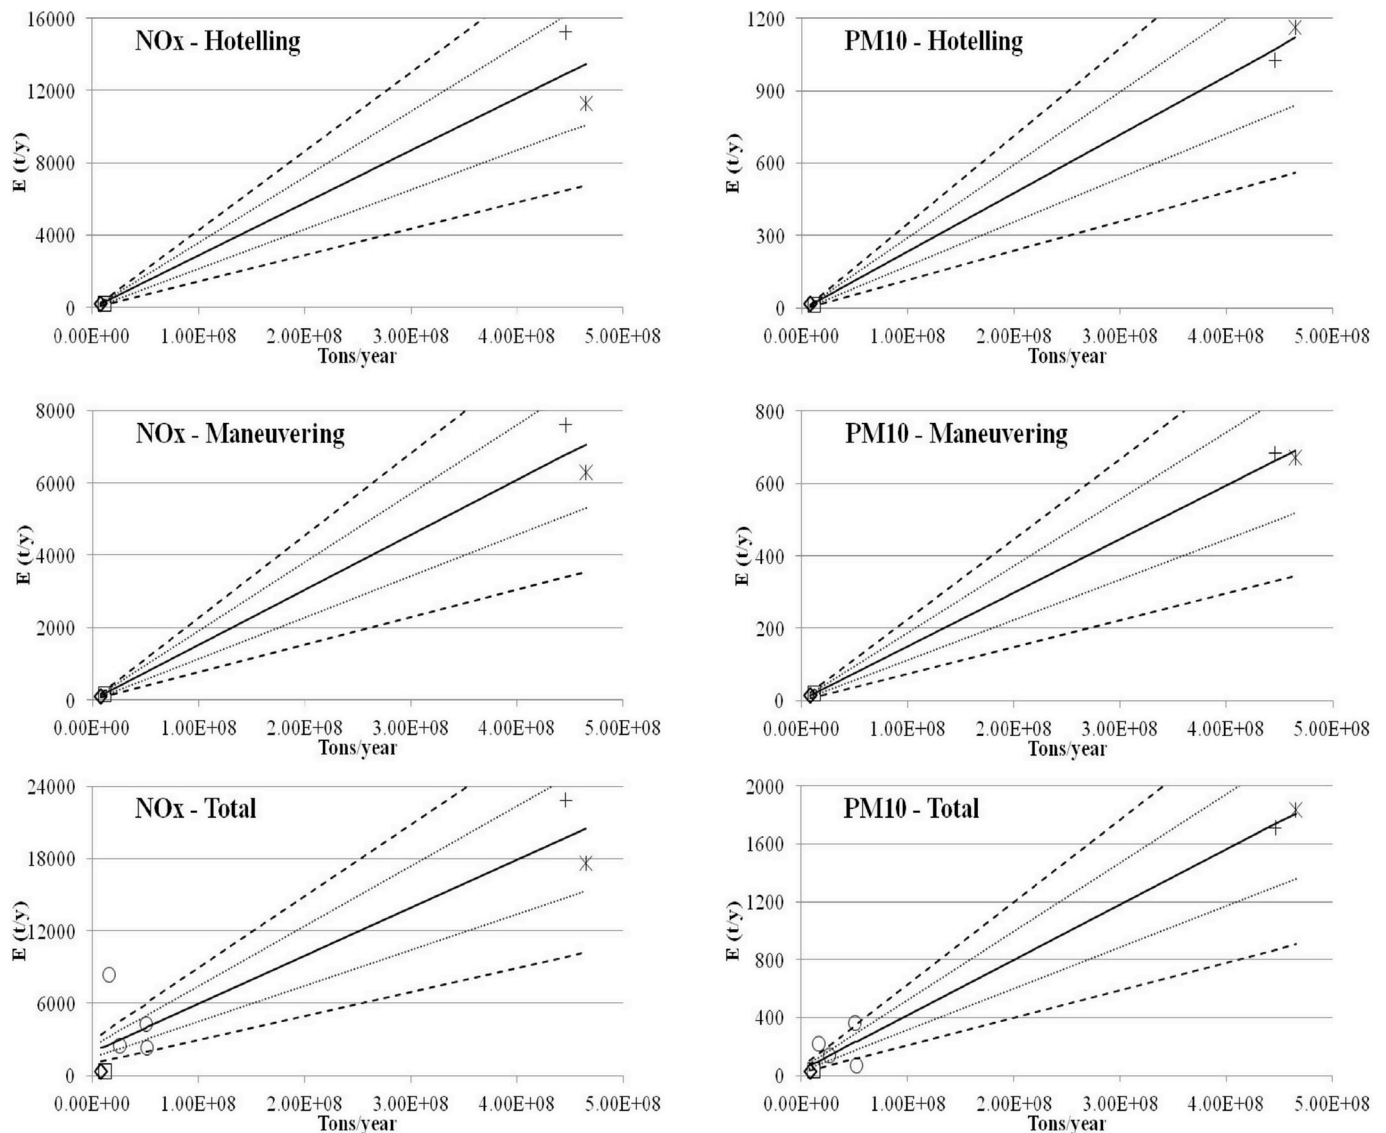 NOx - Hotelling
16000
12000
8000
4000
0
E (t/y)
0.00E+00 1.00E+08 2.00E+08 3.00E+08 4.00E+08 5.00E+08
Tons/year
PM10 - Hotelling
1200
900
600
300
0
E (t/y)
0.00E+00 1.00E+08 2.00E+08 3.00E+08 4.00E+08 5.00E+08
Tons/year
NOx - Maneuvering
8000
6000
4000
2000
0
E (t/y)
0.00E+00 1.00E+08 2.00E+08 3.00E+08 4.00E+08 5.00E+08
Tons/year
PM10 - Maneuvering
800
600
400
200
0
E (t/y)
0.00E+00 1.00E+08 2.00E+08 3.00E+08 4.00E+08 5.00E+08
Tons/year
NOx - Total
24000
18000
12000
6000
0
E (t/y)
0.00E+00 1.00E+08 2.00E+08 3.00E+08 4.00E+08 5.00E+08
Tons/year
PM10 - Total
2000
1600
1200
800
400
0
E (t/y)
0.00E+00 1.00E+08 2.00E+08 3.00E+08 4.00E+08 5.00E+08
Tons/year